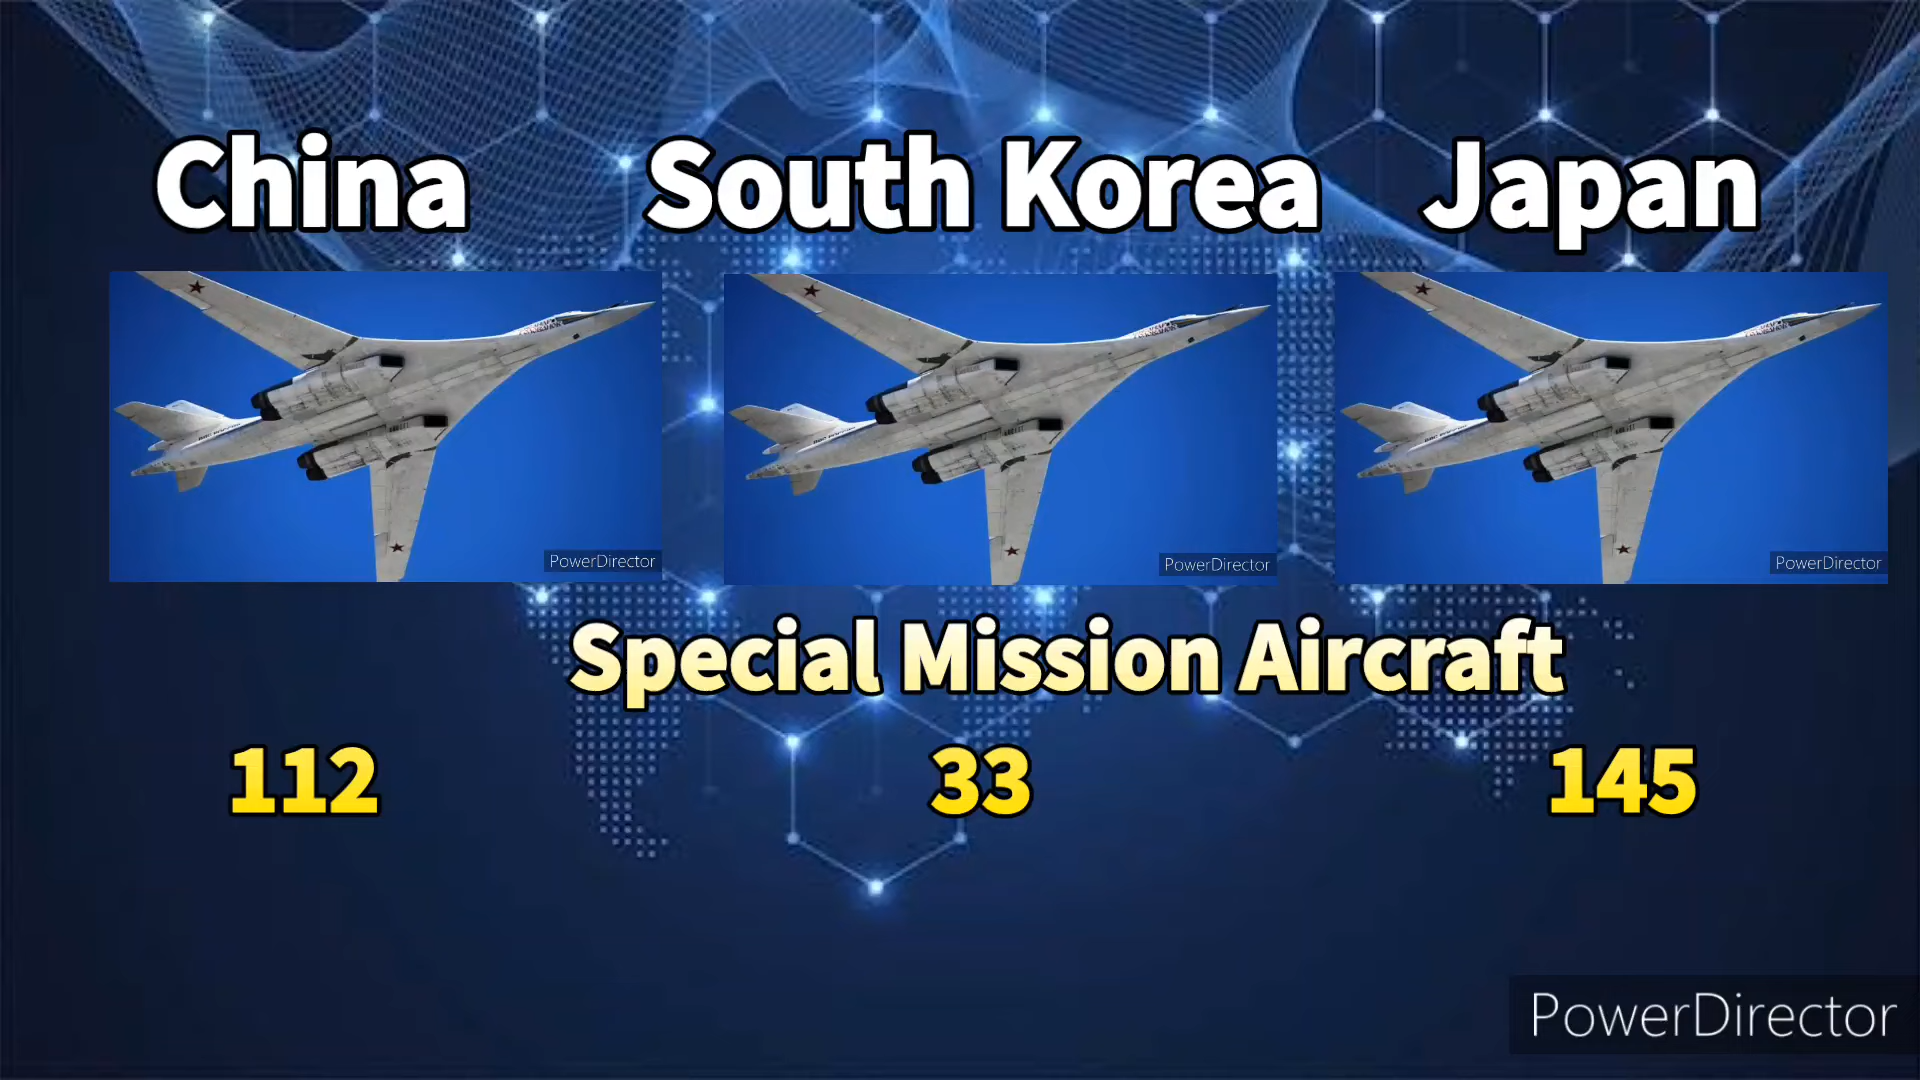 China South Korea Japan
PowerDirector PowerDirector PowerDirector
Special Mission Aircraft
112 33 145
PowerDirector